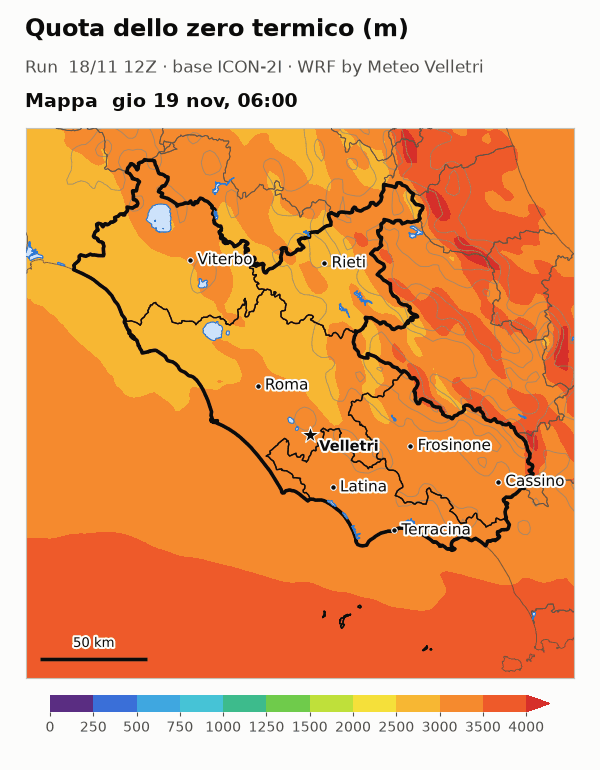 Quota dello zero termico (m)
Run  18/11 12Z · base ICON-2I · WRF by Meteo Velletri
Mappa  gio 19 nov, 06:00
Viterbo
Rieti
Roma
Velletri
Frosinone
Cassino
Latina
Terracina
50 km
0 250 500 750 1000 1250 1500 2000 2500 3000 3500 4000